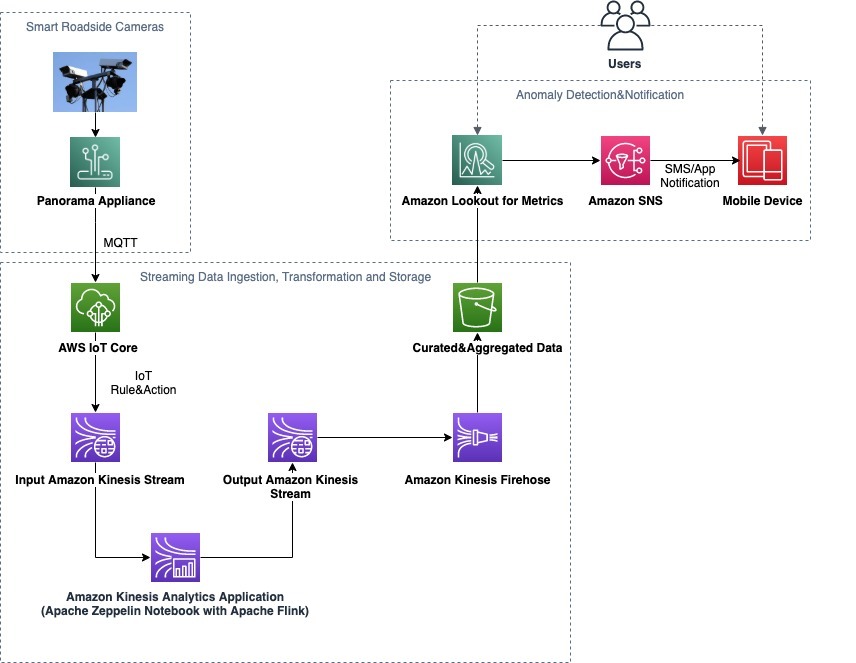 Smart Roadside Cameras
Panorama Appliance
MQTT
Users
Anomaly Detection&Notification
Amazon Lookout for Metrics
Amazon SNS
SMS/App
Notification
Mobile Device
Streaming Data Ingestion, Transformation and Storage
AWS IoT Core
IoT
Rule&Action
Curated&Aggregated Data
Input Amazon Kinesis Stream
Output Amazon Kinesis
Stream
Amazon Kinesis Firehose
Amazon Kinesis Analytics Application
(Apache Zeppelin Notebook with Apache Flink)